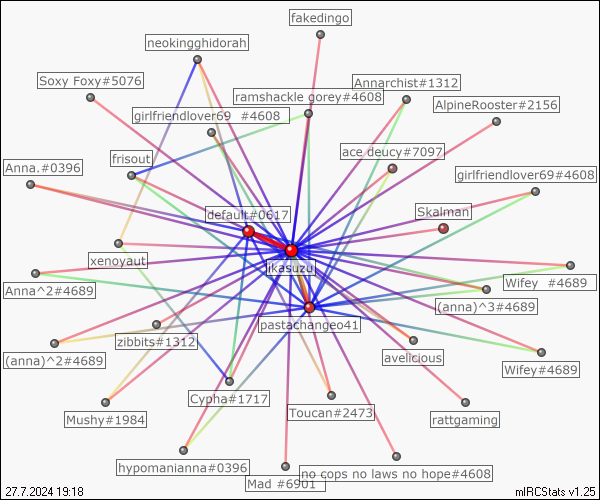 fakedingo
neokingghidorah
Soxy Foxy#5076
Annarchist#1312
ramshackle gorey#4608
AlpineRooster#2156
girlfriendlover69 #4608
ace deucy#7097
frisout
Anna.#0396
girlfriendlover69#4608
default#0617
Skalman
xenoyaut
ikasuzu
Wifey #4689
Anna^2#4689
(anna)^3#4689
pastachangeo41
zibbits#1312
(anna)^2#4689
avelicious
Wifey#4689
Cypha#1717
Toucan#2473
Mushy#1984
rattgaming
hypomanianna#0396
no cops no laws no hope#4608
Mad #6901
27.7.2024 19:18
mIRCStats v1.25